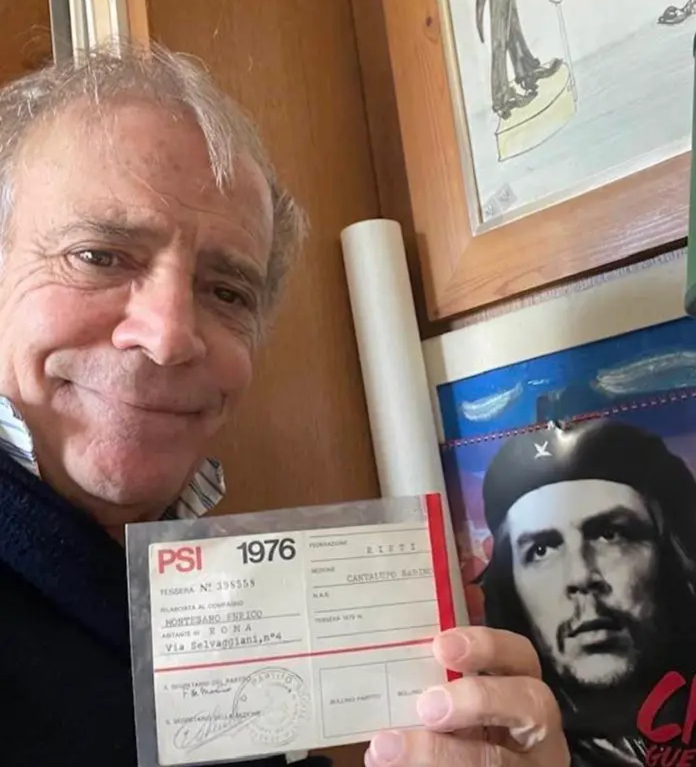 PSI 1976
TESSERA N° 398558
RILASCIATA AL COMPAGNO
MONTESANO ENRICO
ABITANTE IN ROMA
Via Selvaggiani, n°4
IL SEGRETARIO DEL PARTITO
IL SEGRETARIO DELLA SEZIONE
FEDERAZIONE RIETI
SEZIONE CANTALUPO SABINO
N.A.S.
TESSERA 1975 N.
BOLLINO PARTITO
BOLLINO
PARTITO